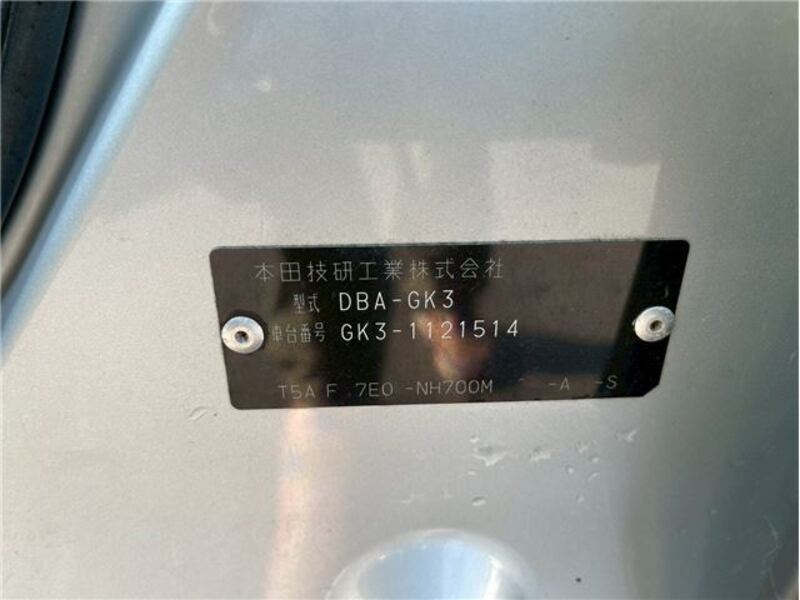 本田技研工業株式会社
型式 DBA-GK3
車台番号 GK3-1121514
T5A F 7E0 -NH700M -A -S